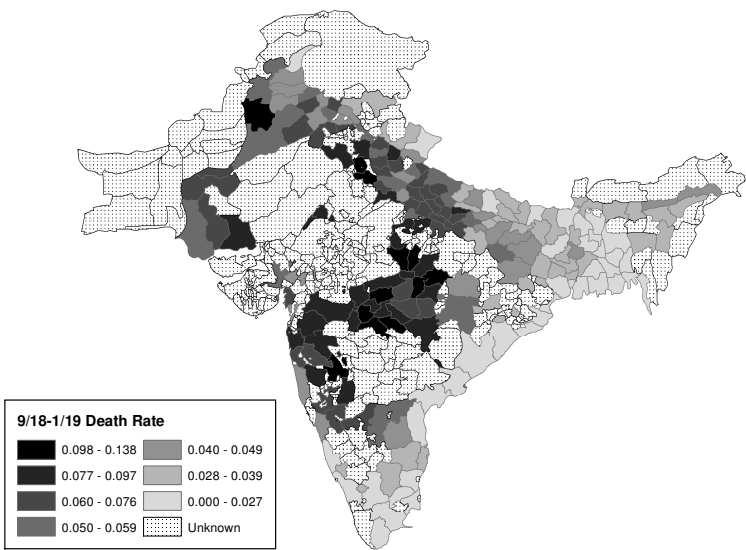 9/18-1/19 Death Rate
0.098 - 0.138 0.040 - 0.049
0.077 - 0.097 0.028 - 0.039
0.060 - 0.076 0.000 - 0.027
0.050 - 0.059 Unknown